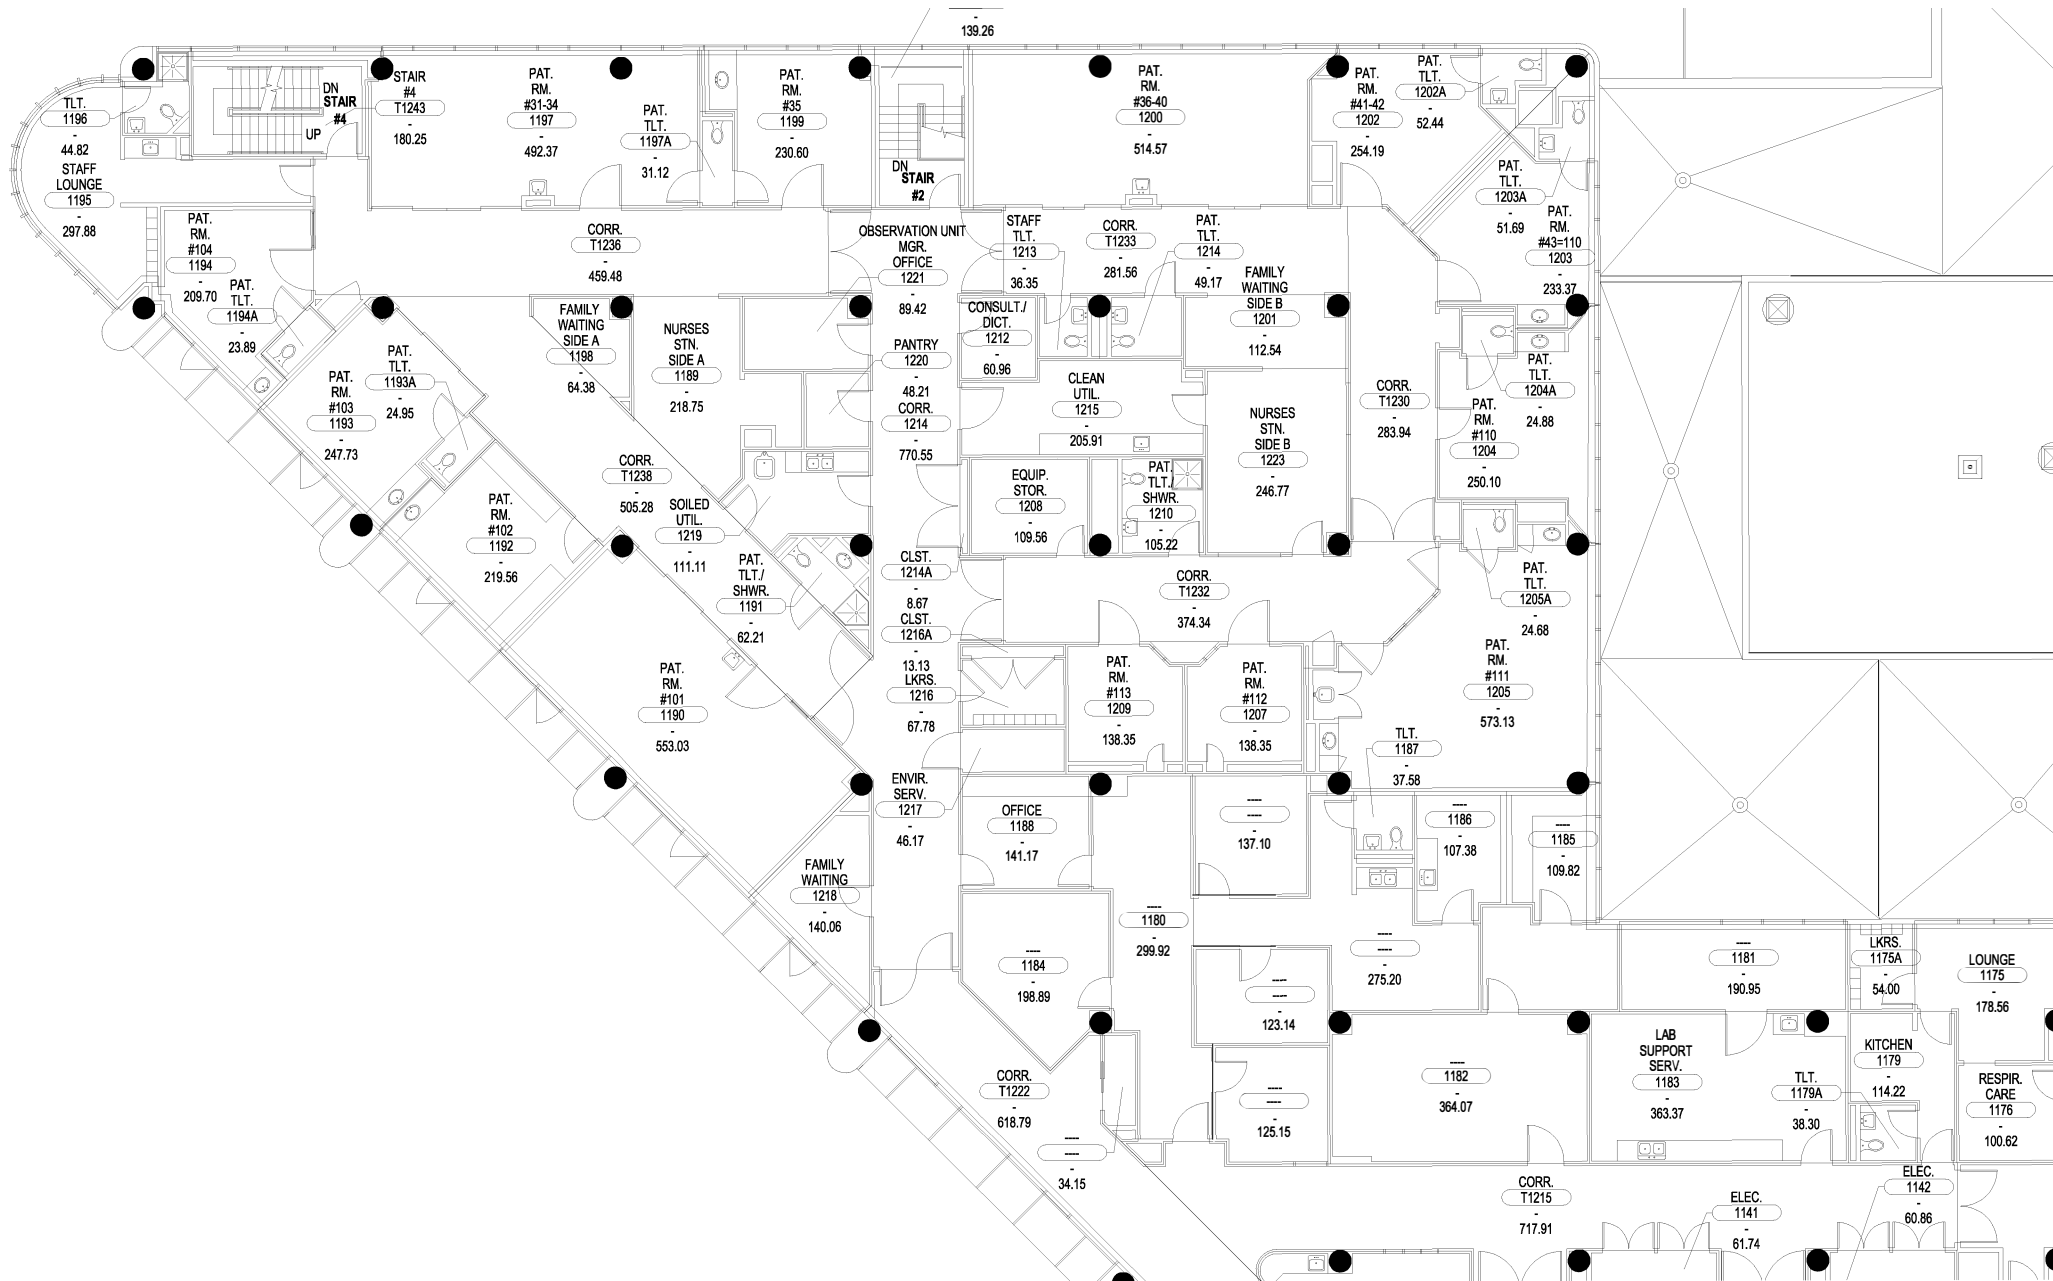 -
139.26
TLT.
1196
-
44.82
STAFF
LOUNGE
1195
-
297.88
DN
STAIR
#4
UP
STAIR
#4
T1243
-
180.25
PAT.
RM.
#31-34
1197
-
492.37
PAT.
TLT.
1197A
-
31.12
PAT.
RM.
#35
1199
-
230.60
DN
STAIR
#2
PAT.
RM.
#36-40
1200
-
514.57
PAT.
RM.
#41-42
1202
-
254.19
PAT.
TLT.
1202A
-
52.44
PAT.
TLT.
1203A
-
51.69
PAT.
RM.
#43=110
1203
-
233.37
PAT.
RM.
#104
1194
-
209.70
PAT.
TLT.
1194A
-
23.89
CORR.
T1236
-
459.48
OBSERVATION UNIT
MGR.
OFFICE
1221
-
89.42
STAFF
TLT.
1213
-
36.35
CORR.
T1233
-
281.56
PAT.
TLT.
1214
-
49.17
FAMILY
WAITING
SIDE B
1201
-
112.54
PAT.
RM.
#103
1193
-
247.73
PAT.
TLT.
1193A
-
24.95
FAMILY
WAITING
SIDE A
1198
-
64.38
NURSES
STN.
SIDE A
1189
-
218.75
PANTRY
1220
-
48.21
CORR.
1214
-
770.55
CONSULT./
DICT.
1212
-
60.96
CLEAN
UTIL.
1215
-
205.91
NURSES
STN.
SIDE B
1223
-
246.77
CORR.
T1230
-
283.94
PAT.
TLT.
1204A
-
24.88
PAT.
RM.
#110
1204
-
250.10
PAT.
RM.
#102
1192
-
219.56
CORR.
T1238
-
505.28
SOILED
UTIL.
1219
-
111.11
PAT.
TLT./
SHWR.
1191
-
62.21
EQUIP.
STOR.
1208
-
109.56
PAT.
TLT./
SHWR.
1210
-
105.22
CLST.
1214A
-
8.67
CLST.
1216A
-
13.13
LKRS.
1216
-
67.78
CORR.
T1232
-
374.34
PAT.
TLT.
1205A
-
24.68
PAT.
RM.
#101
1190
-
553.03
PAT.
RM.
#113
1209
-
138.35
PAT.
RM.
#112
1207
-
138.35
PAT.
RM.
#111
1205
-
573.13
TLT.
1187
-
37.58
ENVIR.
SERV.
1217
-
46.17
OFFICE
1188
-
141.17
----
----
-
137.10
----
1186
-
107.38
----
1185
-
109.82
FAMILY
WAITING
1218
-
140.06
----
1184
-
198.89
----
1180
-
299.92
----
----
-
275.20
----
----
-
123.14
----
1181
-
190.95
LKRS.
1175A
-
54.00
LOUNGE
1175
-
178.56
CORR.
T1222
-
618.79
----
----
-
34.15
----
----
-
125.15
----
1182
-
364.07
LAB
SUPPORT
SERV.
1183
-
363.37
TLT.
1179A
-
38.30
KITCHEN
1179
-
114.22
RESPIR.
CARE
1176
-
100.62
CORR.
T1215
-
717.91
ELEC.
1141
-
61.74
ELEC.
1142
-
60.86